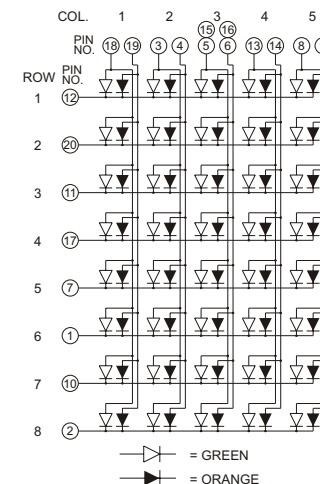 COL. 1 2 3 4 5
15 16
PIN NO. 18 19 3 4 5 6 13 14 8
ROW PIN NO.
1 12
2 20
3 11
4 17
5 7
6 1
7 10
8 2
= GREEN
= ORANGE